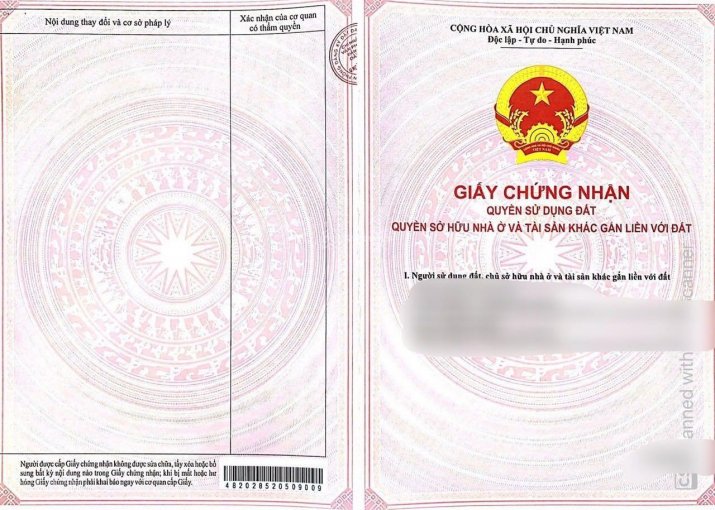 Nội dung thay đổi và cơ sở pháp lý
Xác nhận của cơ quan
có thẩm quyền
Người được cấp Giấy chứng nhận không được sửa chữa, tẩy xóa hoặc bổ
sung bất kỳ nội dung nào trong Giấy chứng nhận; khi bị mất hoặc hư
hỏng Giấy chứng nhận phải khai báo ngay với cơ quan cấp Giấy.
482028520509009
CỘNG HÒA XÃ HỘI CHỦ NGHĨA VIỆT NAM
Độc lập - Tự do - Hạnh phúc
VIỆT NAM
GIẤY CHỨNG NHẬN
QUYỀN SỬ DỤNG ĐẤT
QUYỀN SỞ HỮU NHÀ Ở VÀ TÀI SẢN KHÁC GẮN LIỀN VỚI ĐẤT
I. Người sử dụng đất, chủ sở hữu nhà ở và tài sản khác gắn liền với đất